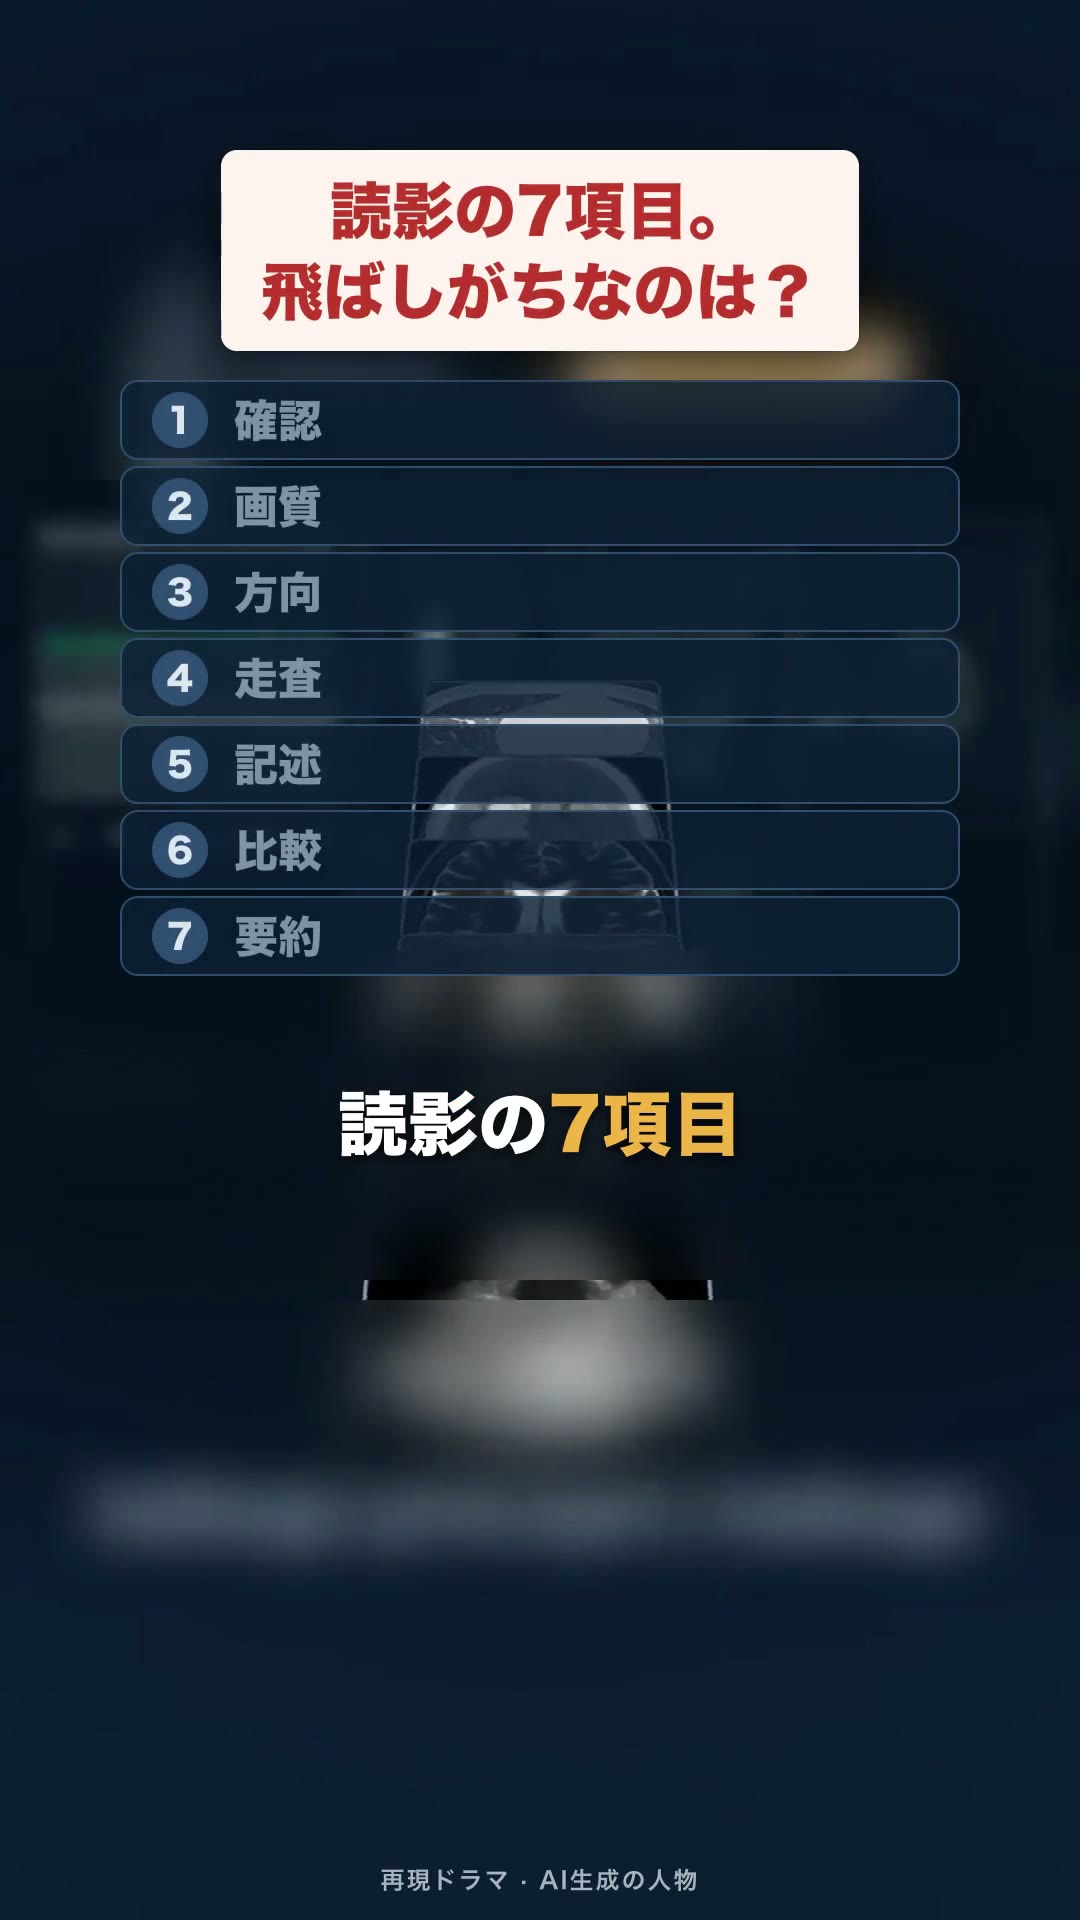 読影の7項目。
飛ばしがちなのは？
1 確認
2 画質
3 方向
4 走査
5 記述
6 比較
7 要約
読影の7項目
再現ドラマ · AI生成の人物